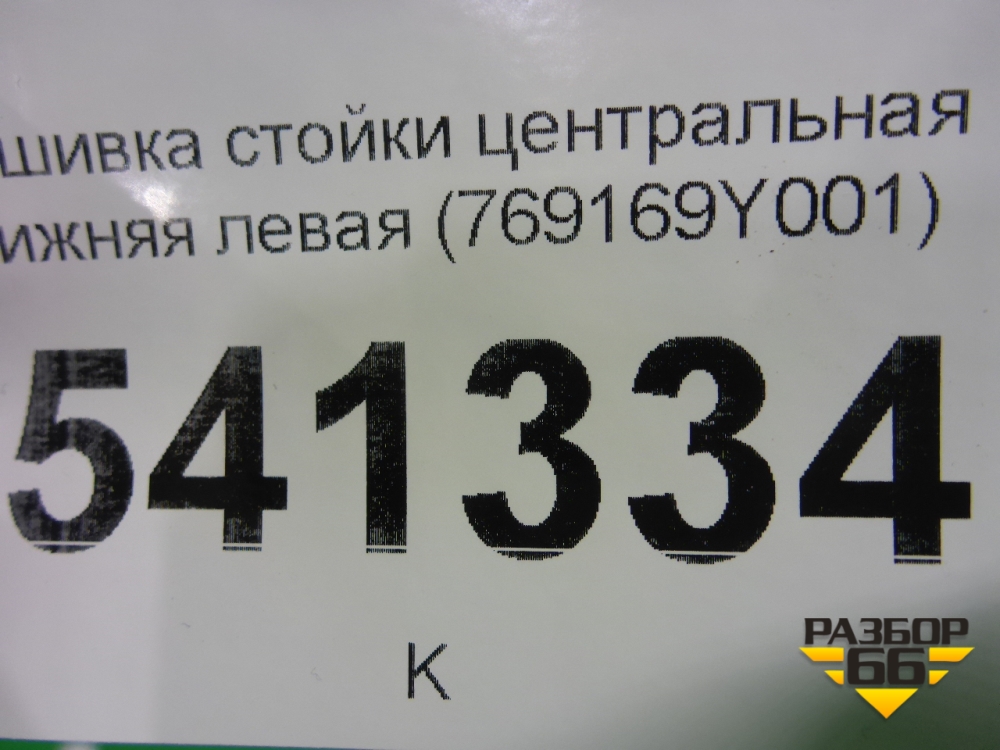 шивка стойки центральная
ижняя левая (769169Y001)
541334
К
РАЗБОР
66